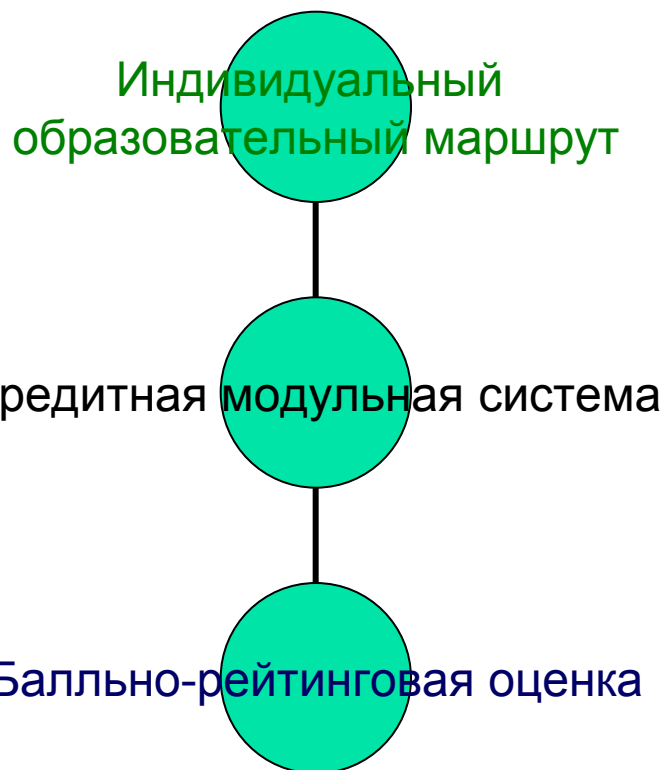 Индивидуальный
образовательный маршрут
редитная модульная система
Балльно-рейтинговая оценка